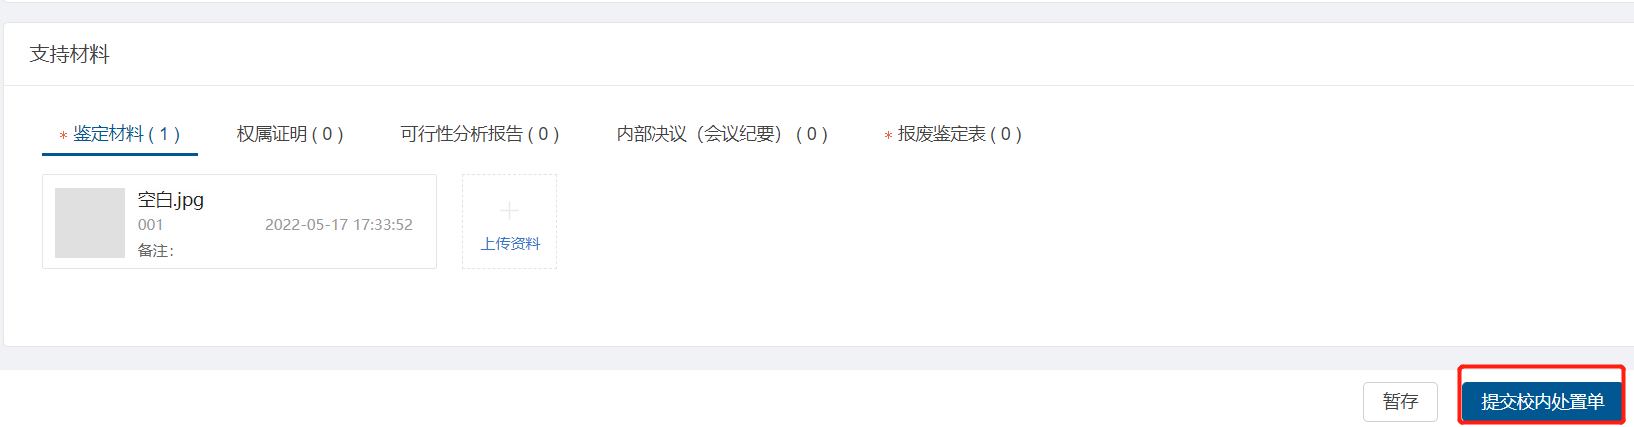 支持材料
* 鉴定材料 ( 1 ) 权属证明 ( 0 ) 可行性分析报告 ( 0 ) 内部决议（会议纪要） ( 0 ) * 报废鉴定表 ( 0 )
空白.jpg
001 2022-05-17 17:33:52
备注:
上传资料
暂存 提交校内处置单